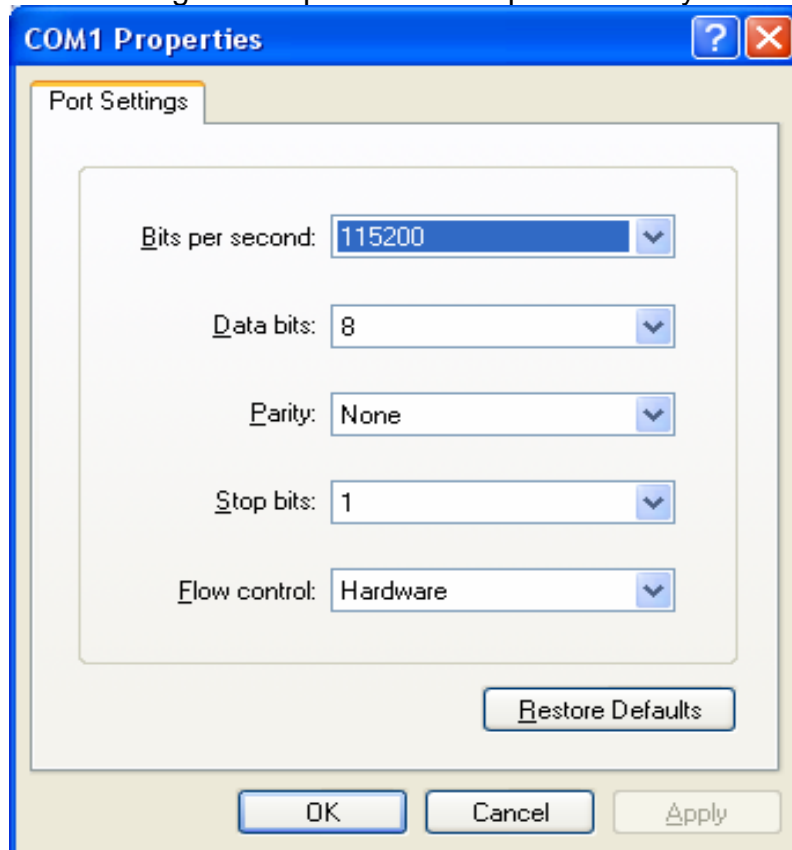 COM1 Properties
Port Settings
Bits per second: 115200
Data bits: 8
Parity: None
Stop bits: 1
Flow control: Hardware
Restore Defaults
OK Cancel Apply